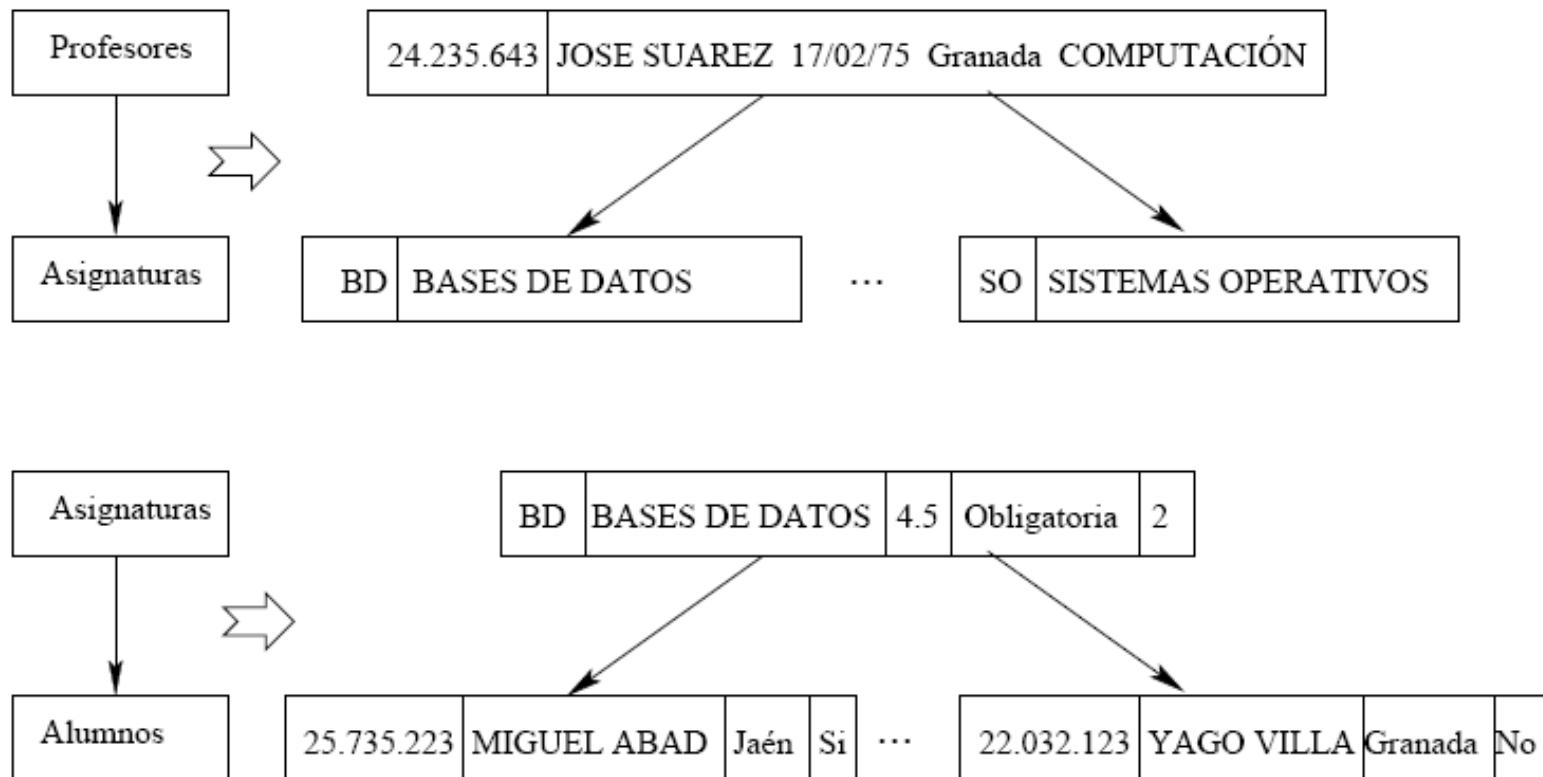 Profesores
24.235.643 JOSE SUAREZ 17/02/75 Granada COMPUTACIÓN
Asignaturas
BD BASES DE DATOS ... SO SISTEMAS OPERATIVOS
Asignaturas
BD BASES DE DATOS 4.5 Obligatoria 2
Alumnos
25.735.223 MIGUEL ABAD Jaén Si ... 22.032.123 YAGO VILLA Granada No